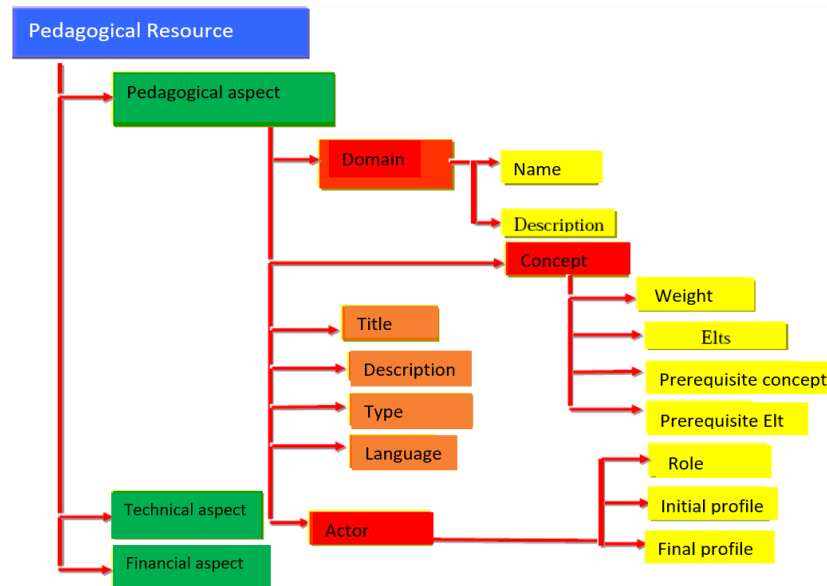 Pedagogical Resource
Pedagogical aspect
Domain
Name
Description
Concept
Weight
Title
Elts
Description
Prerequisite concept
Type
Prerequisite Elt
Language
Role
Technical aspect
Initial profile
Actor
Final profile
Financial aspect